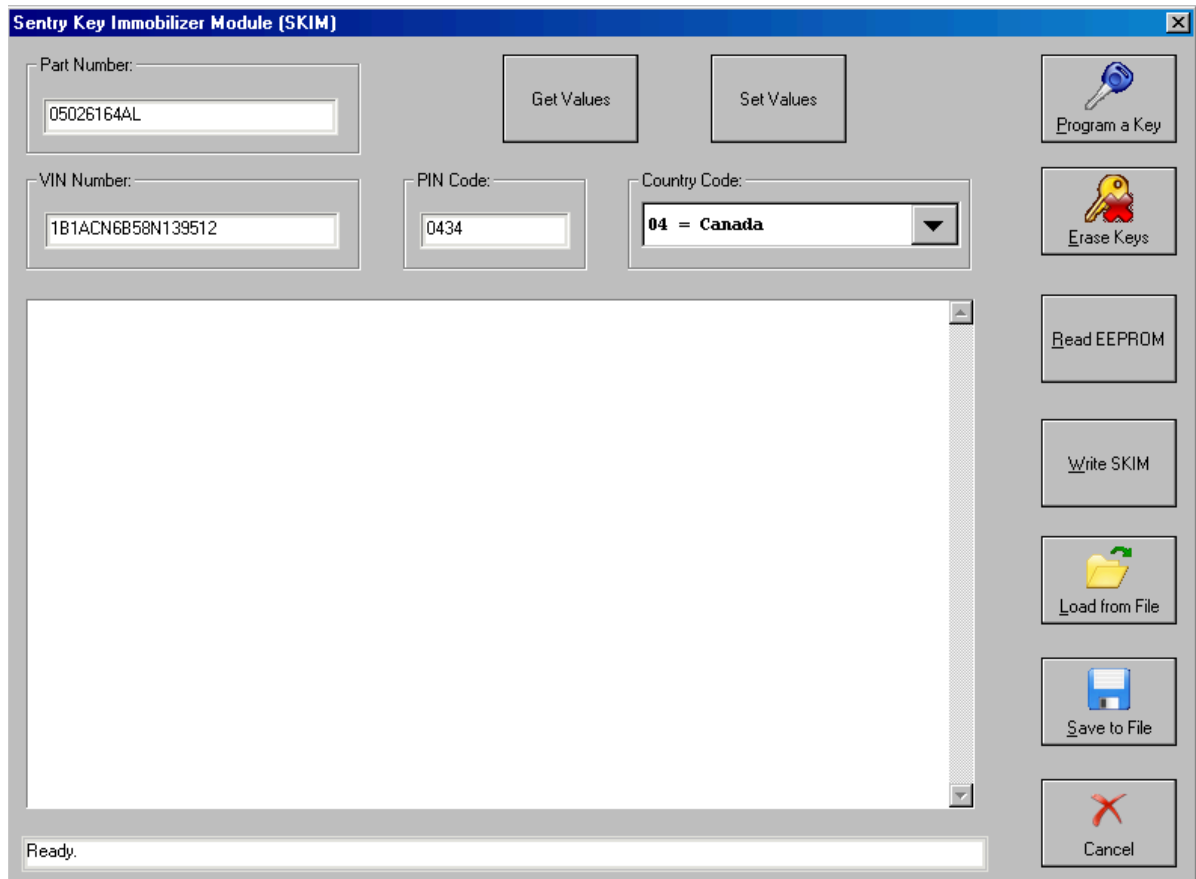 Sentry Key Immobilizer Module (SKIM)
Part Number:
05026164AL
Get Values
Set Values
Program a Key
VIN Number:
1B1ACN6B58N139512
PIN Code:
0434
Country Code:
04 = Canada
Erase Keys
Read EEPROM
Write SKIM
Load from File
Save to File
Cancel
Ready.